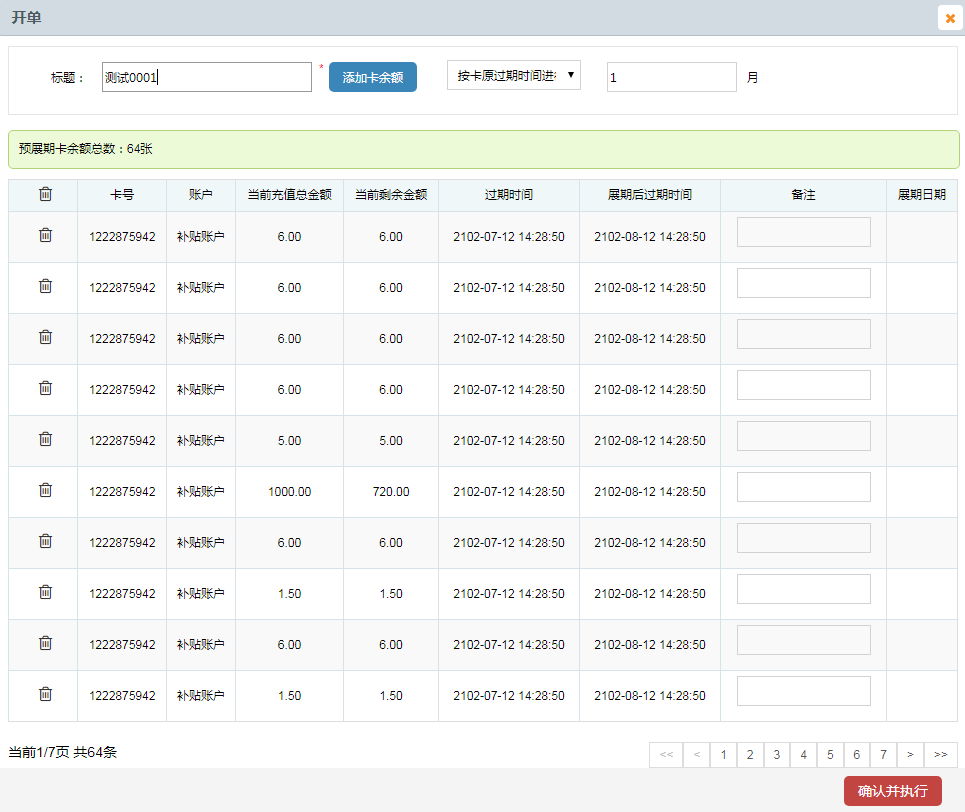 开单
标题： 测试0001 * 添加卡余额 按卡原过期时间进 1 月
预展期卡余额总数：64张
卡号 账户 当前充值总金额 当前剩余金额 过期时间 展期后过期时间 备注 展期日期
1222875942 补贴账户 6.00 6.00 2102-07-12 14:28:50 2102-08-12 14:28:50
1222875942 补贴账户 6.00 6.00 2102-07-12 14:28:50 2102-08-12 14:28:50
1222875942 补贴账户 6.00 6.00 2102-07-12 14:28:50 2102-08-12 14:28:50
1222875942 补贴账户 6.00 6.00 2102-07-12 14:28:50 2102-08-12 14:28:50
1222875942 补贴账户 5.00 5.00 2102-07-12 14:28:50 2102-08-12 14:28:50
1222875942 补贴账户 1000.00 720.00 2102-07-12 14:28:50 2102-08-12 14:28:50
1222875942 补贴账户 6.00 6.00 2102-07-12 14:28:50 2102-08-12 14:28:50
1222875942 补贴账户 1.50 1.50 2102-07-12 14:28:50 2102-08-12 14:28:50
1222875942 补贴账户 6.00 6.00 2102-07-12 14:28:50 2102-08-12 14:28:50
1222875942 补贴账户 1.50 1.50 2102-07-12 14:28:50 2102-08-12 14:28:50
当前1/7页 共64条 << < 1 2 3 4 5 6 7 > >>
确认并执行